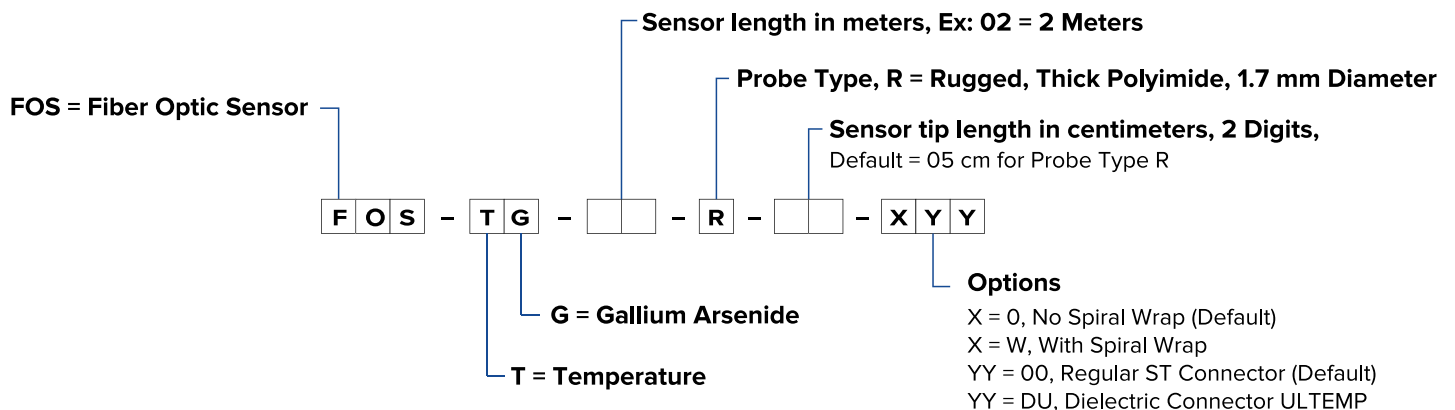 Sensor length in meters, Ex: 02 = 2 Meters
Probe Type, R = Rugged, Thick Polyimide, 1.7 mm Diameter
FOS = Fiber Optic Sensor
Sensor tip length in centimeters, 2 Digits,
Default = 05 cm for Probe Type R
F O S – T G – – R – – X Y Y
Options
X = 0, No Spiral Wrap (Default)
G = Gallium Arsenide
X = W, With Spiral Wrap
T = Temperature
YY = 00, Regular ST Connector (Default)
YY = DU, Dielectric Connector ULTEMP